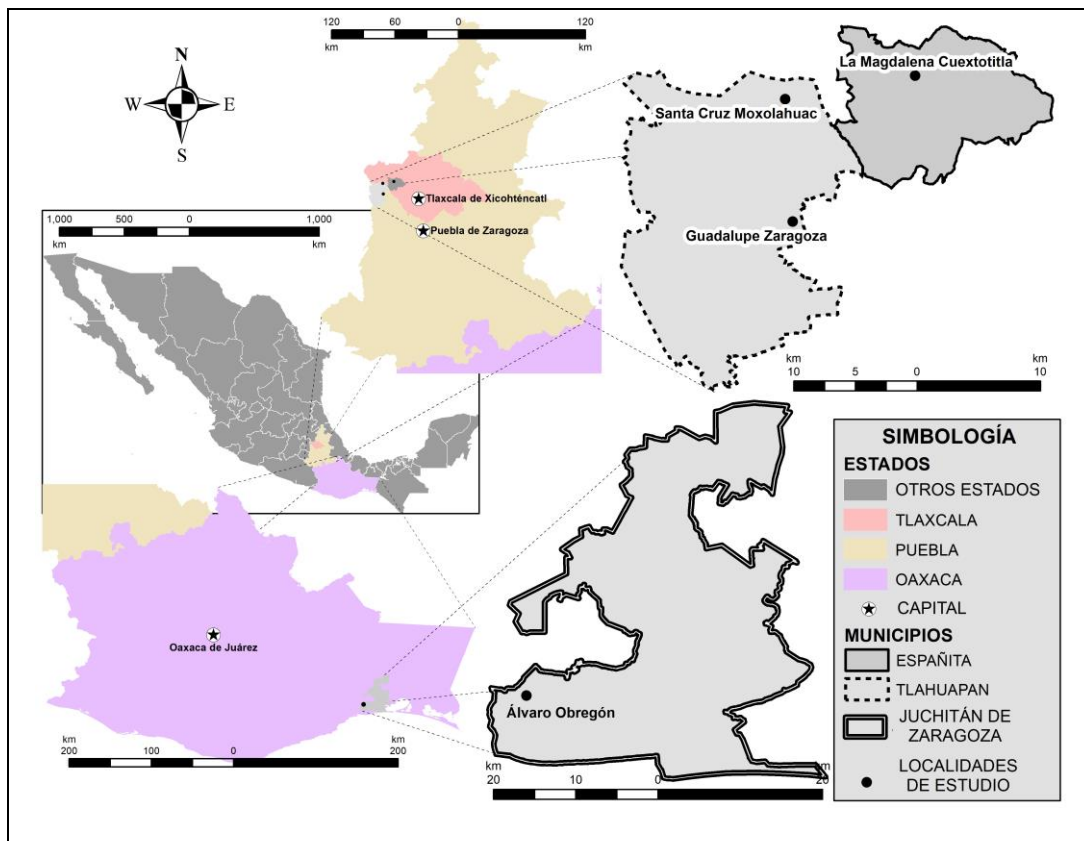 120 60 0 120
km km
N
W E
S
La Magdalena Cuextotitla
Santa Cruz Moxolahuac
Tlaxcala de Xicohténcatl
Puebla de Zaragoza
Guadalupe Zaragoza
1,000 500 0 1,000
km km
km km
10 5 0 10
Oaxaca de Juárez
Álvaro Obregón
200 100 0 200
km km
km km
20 10 0 20
SIMBOLOGÍA
ESTADOS
OTROS ESTADOS
TLAXCALA
PUEBLA
OAXACA
CAPITAL
MUNICIPIOS
ESPAÑITA
TLAHUAPAN
JUCHITÁN DE
ZARAGOZA
LOCALIDADES
DE ESTUDIO